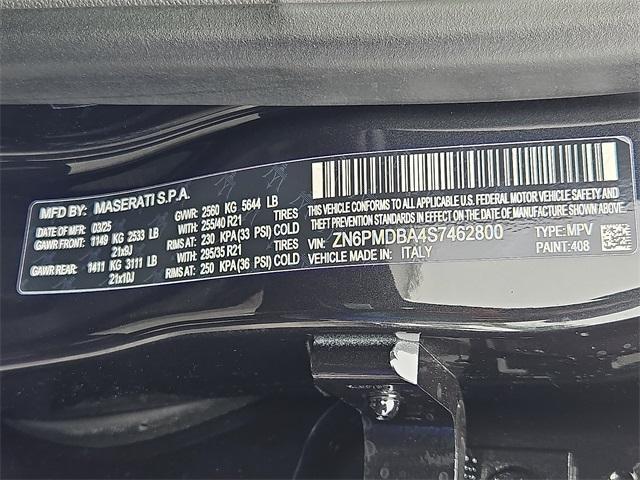 MFD BY: MASERATI S.P.A.
DATE OF MFR: 03/25 GVWR: 2560 KG 5644 LB
GAWR FRONT: 1149 KG 2533 LB WITH: 255/40 R21 TIRES
21x9J RIMS AT: 230 KPA (33 PSI) COLD
GAWR REAR: 1411 KG 3111 LB WITH: 295/35 R21 TIRES
21x10J RIMS AT: 250 KPA (36 PSI) COLD
THIS VEHICLE CONFORMS TO ALL APPLICABLE U.S. FEDERAL MOTOR VEHICLE SAFETY AND
THEFT PREVENTION STANDARDS IN EFFECT ON THE DATE OF MANUFACTURE SHOWN ABOVE.
VIN: ZN6PMDBA4S7462800 TYPE: MPV
VEHICLE MADE IN: ITALY PAINT: 408